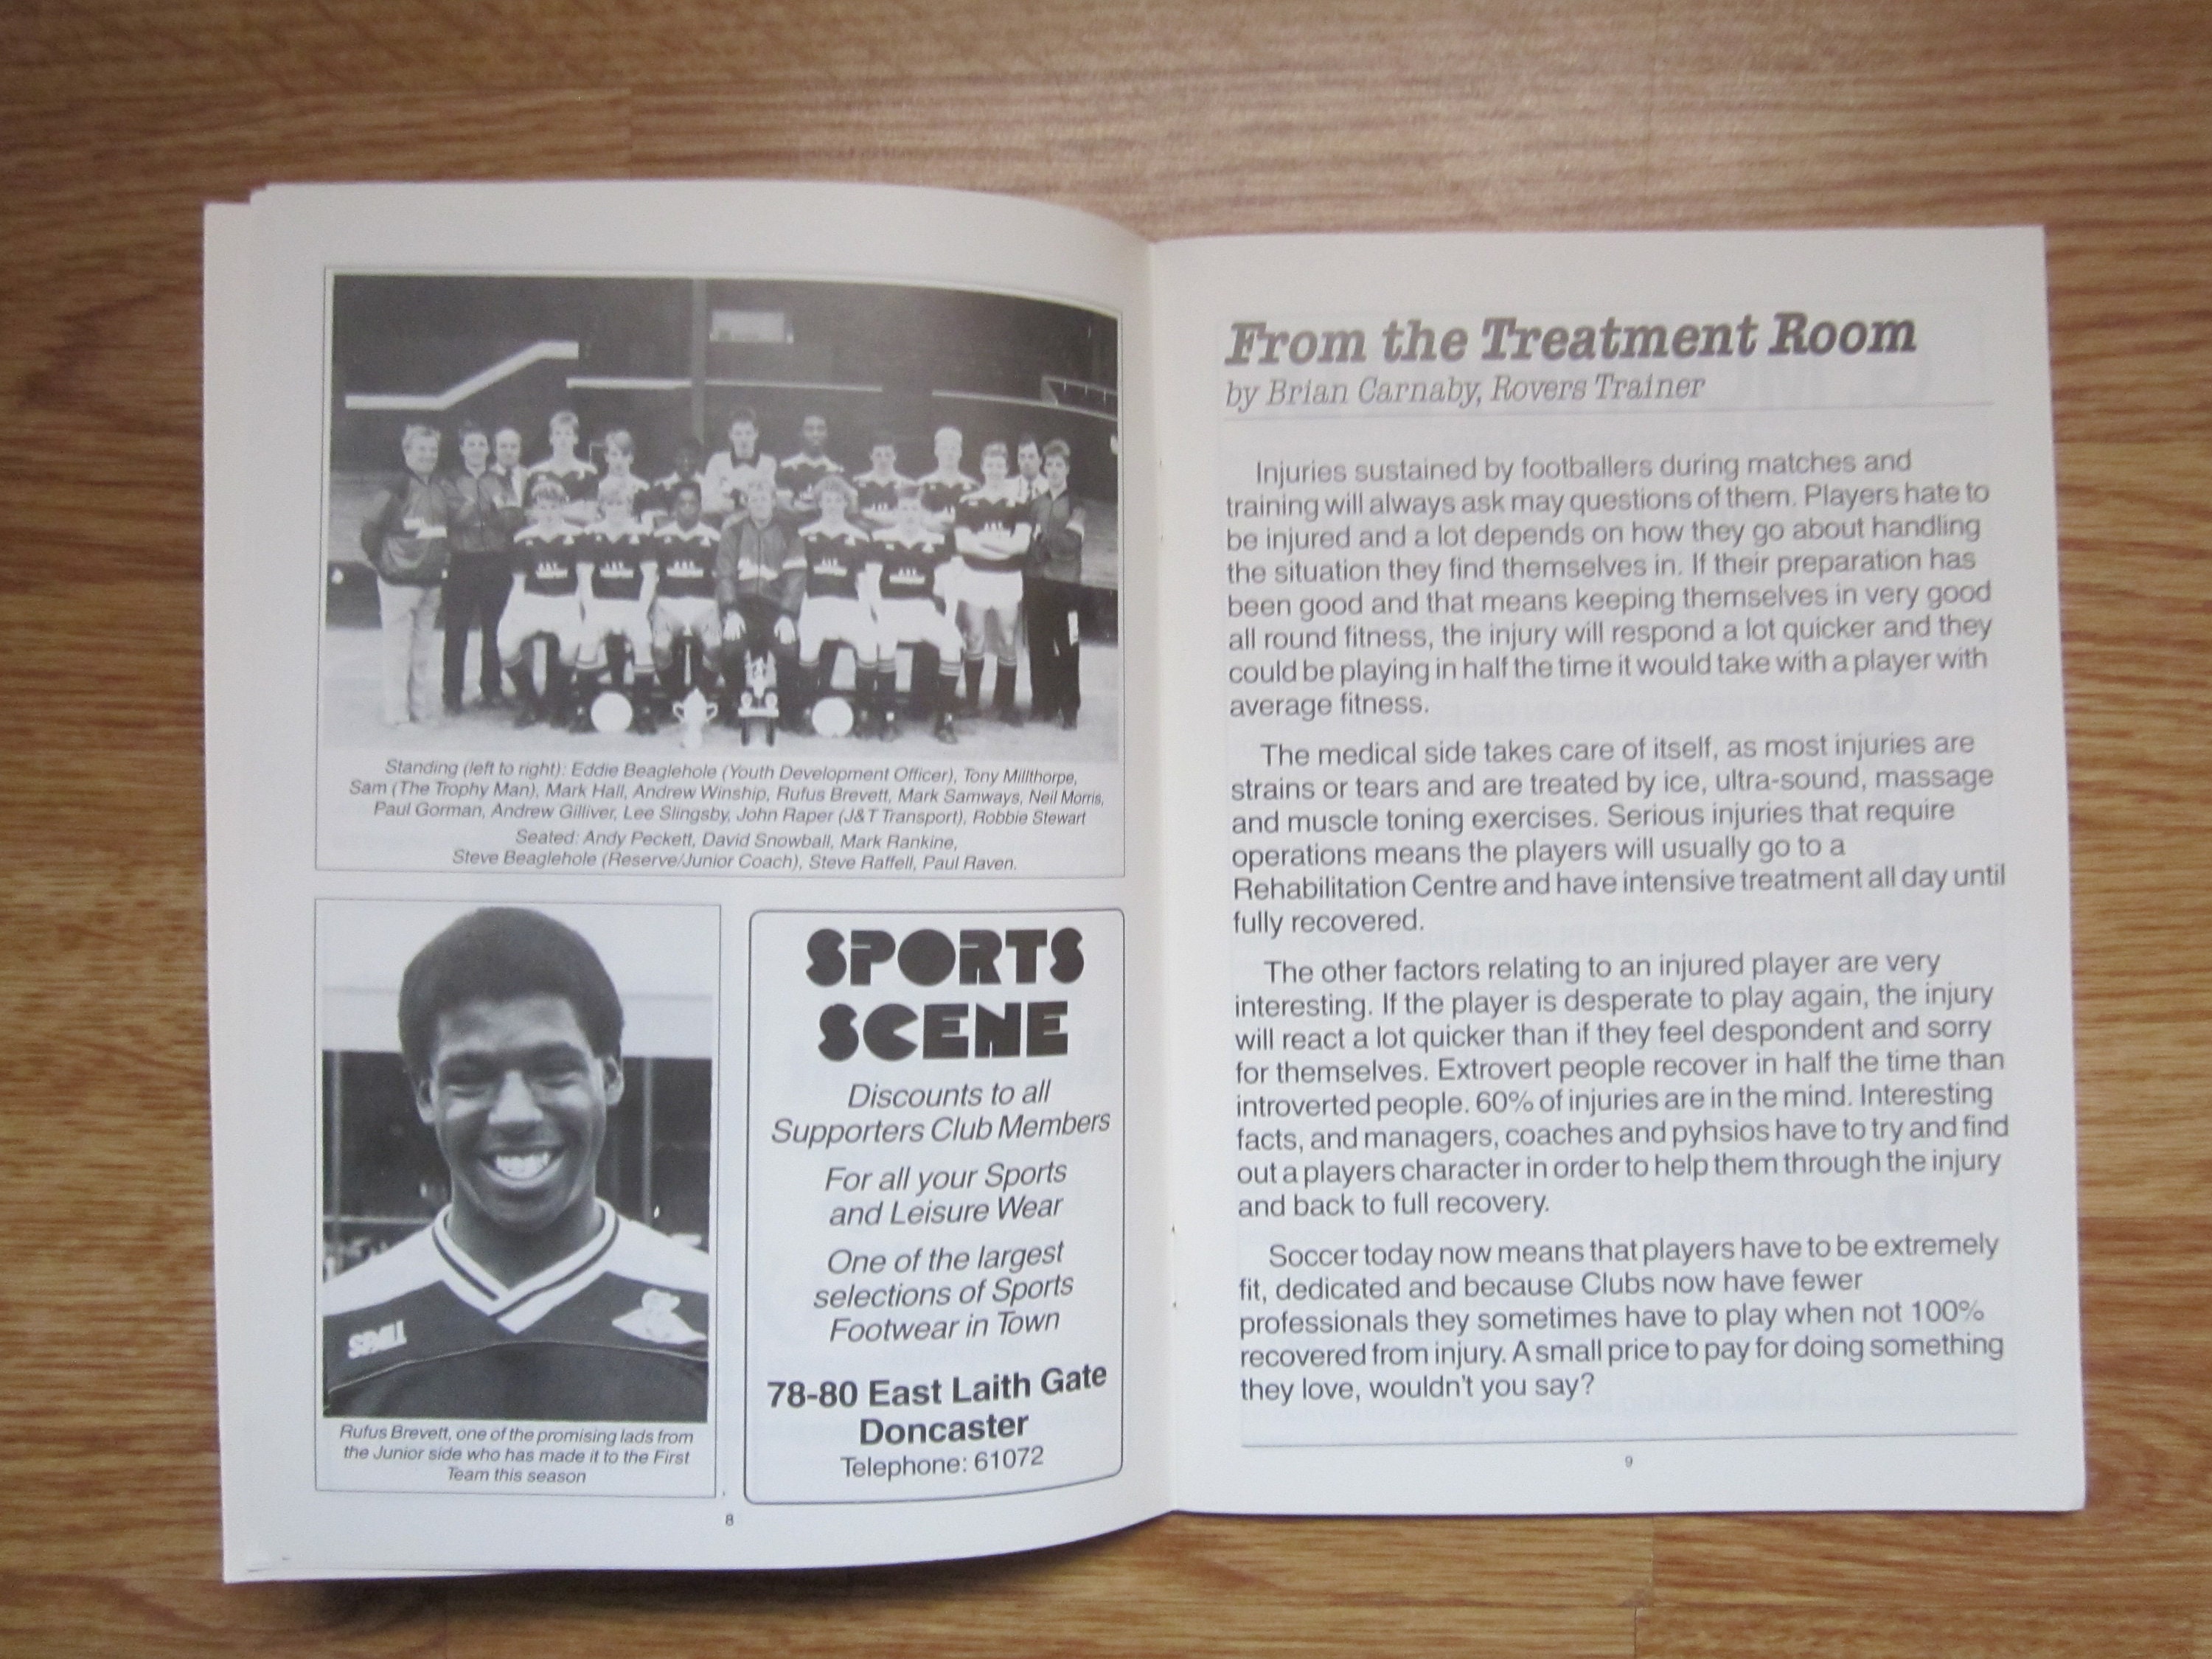 Standing (left to right): Eddie Beaglehole (Youth Development Officer), Tony Millthorpe,
Sam (The Trophy Man), Mark Hall, Andrew Winship, Rufus Brevett, Mark Samways, Neil Morris,
Paul Gorman, Andrew Gilliver, Lee Slingsby, John Raper (J&T Transport), Robbie Stewart
Seated: Andy Peckett, David Snowball, Mark Rankine,
Steve Beaglehole (Reserve/Junior Coach), Steve Raffell, Paul Raven.
SPALL
Rufus Brevett, one of the promising lads from
the Junior side who has made it to the First
Team this season
SPORTS
SCENE
Discounts to all
Supporters Club Members
For all your Sports
and Leisure Wear
One of the largest
selections of Sports
Footwear in Town
78-80 East Laith Gate
Doncaster
Telephone: 61072
8
From the Treatment Room
by Brian Carnaby, Rovers Trainer
Injuries sustained by footballers during matches and
training will always ask may questions of them. Players hate to
be injured and a lot depends on how they go about handling
the situation they find themselves in. If their preparation has
been good and that means keeping themselves in very good
all round fitness, the injury will respond a lot quicker and they
could be playing in half the time it would take with a player with
average fitness.
The medical side takes care of itself, as most injuries are
strains or tears and are treated by ice, ultra-sound, massage
and muscle toning exercises. Serious injuries that require
operations means the players will usually go to a
Rehabilitation Centre and have intensive treatment all day until
fully recovered.
The other factors relating to an injured player are very
interesting. If the player is desperate to play again, the injury
will react a lot quicker than if they feel despondent and sorry
for themselves. Extrovert people recover in half the time than
introverted people. 60% of injuries are in the mind. Interesting
facts, and managers, coaches and pyhsios have to try and find
out a players character in order to help them through the injury
and back to full recovery.
Soccer today now means that players have to be extremely
fit, dedicated and because Clubs now have fewer
professionals they sometimes have to play when not 100%
recovered from injury. A small price to pay for doing something
they love, wouldn't you say?
9